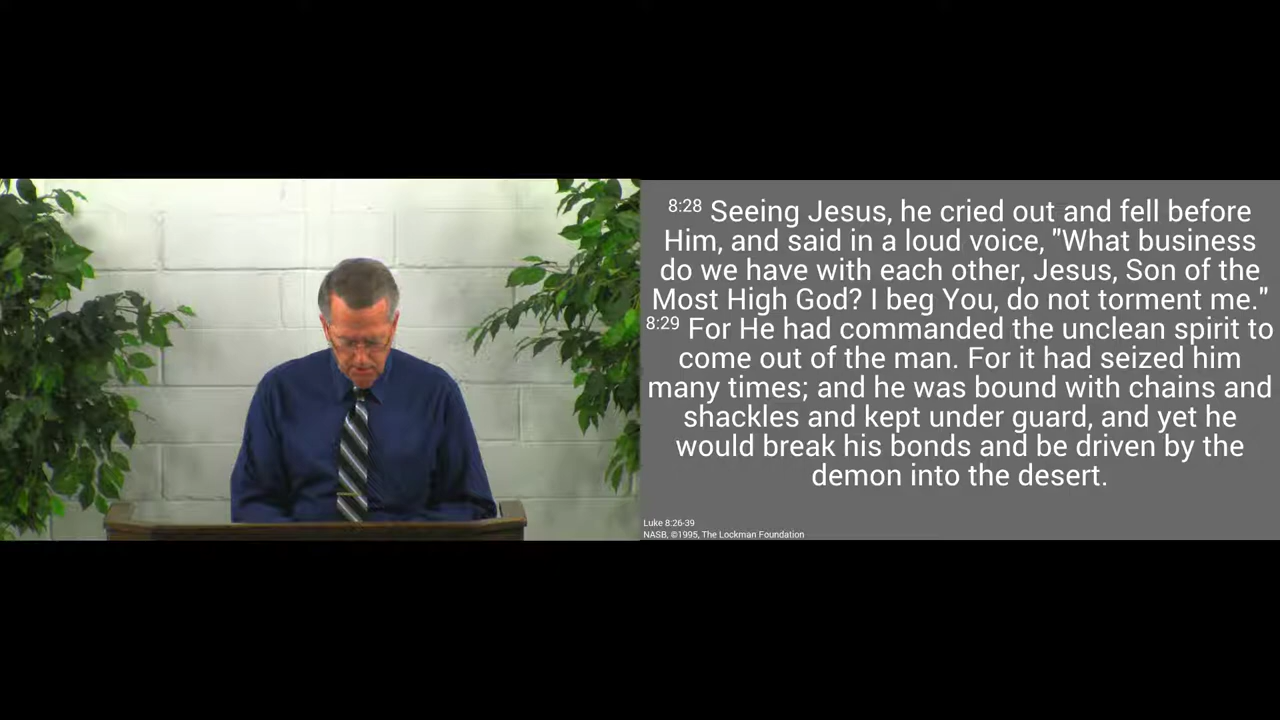 8:28 Seeing Jesus, he cried out and fell before
Him, and said in a loud voice, "What business
do we have with each other, Jesus, Son of the
Most High God? I beg You, do not torment me."
8:29 For He had commanded the unclean spirit to
come out of the man. For it had seized him
many times; and he was bound with chains and
shackles and kept under guard, and yet he
would break his bonds and be driven by the
demon into the desert.
Luke 8:26-39
NASB, ©1995, The Lockman Foundation